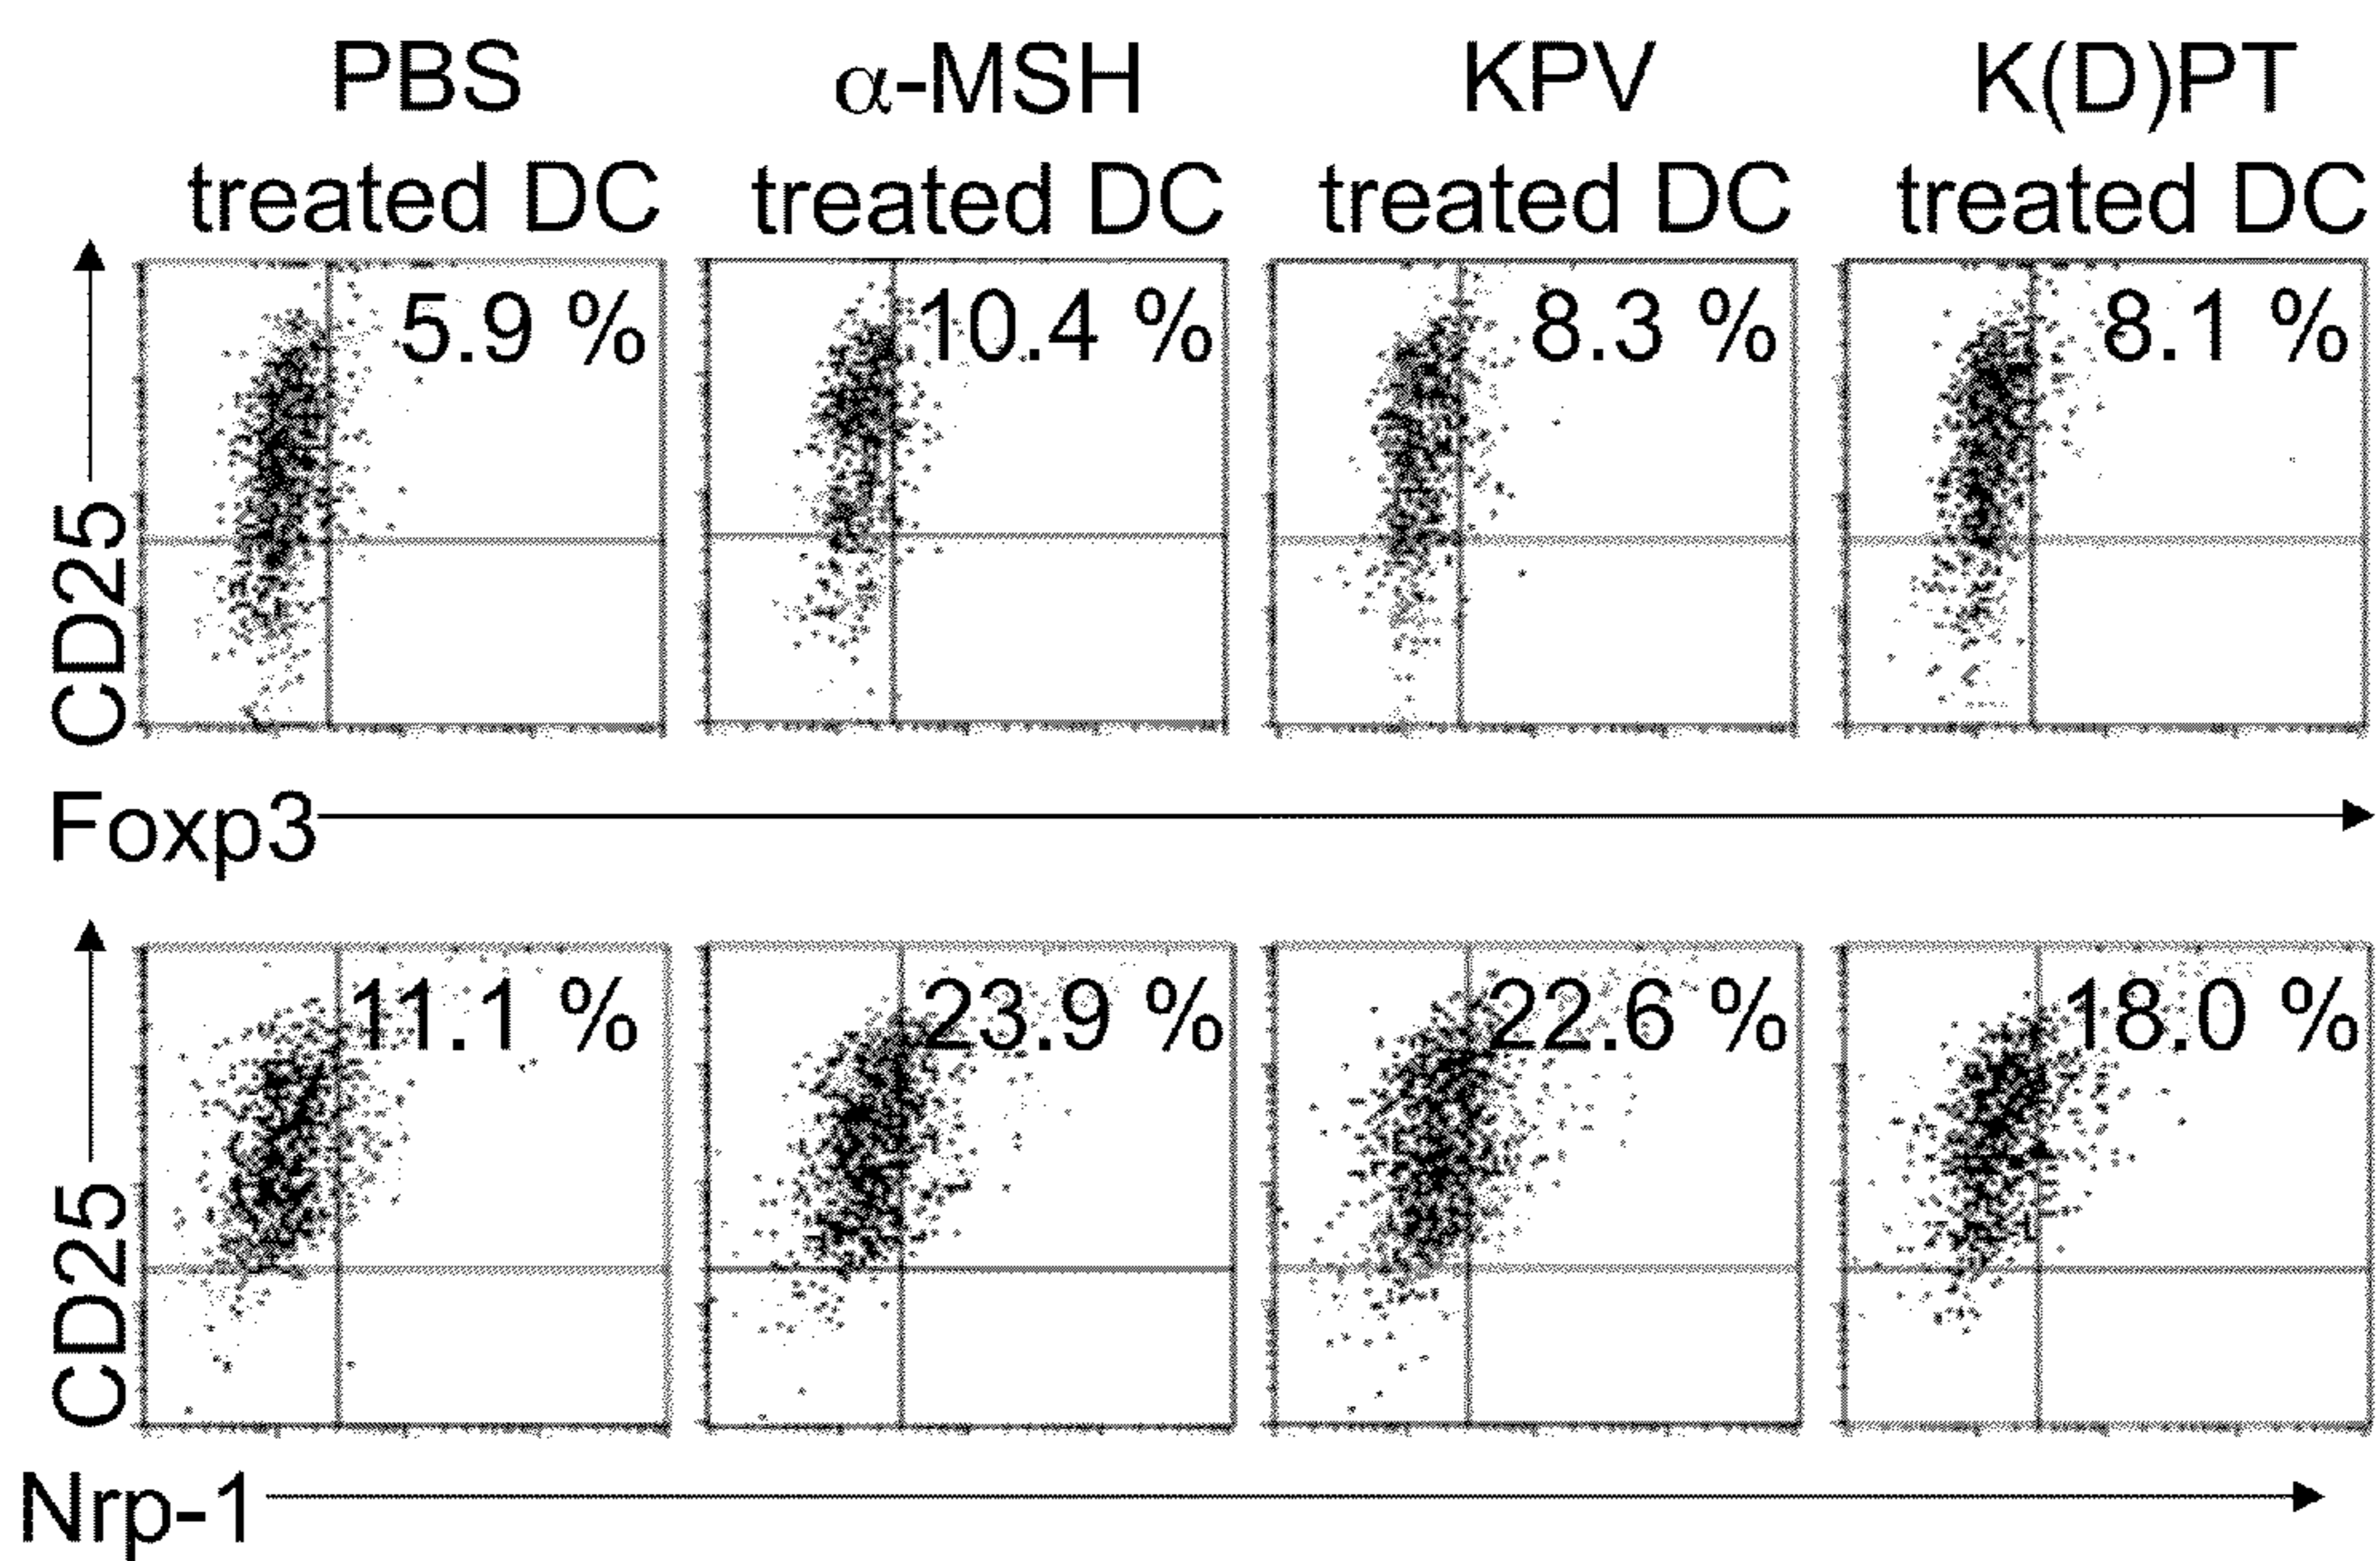 PBS
treated DC
α-MSH
treated DC
KPV
treated DC
K(D)PT
treated DC
CD25
5.9 %
10.4 %
8.3 %
8.1 %
Foxp3
CD25
11.1 %
23.9 %
22.6 %
18.0 %
Nrp-1